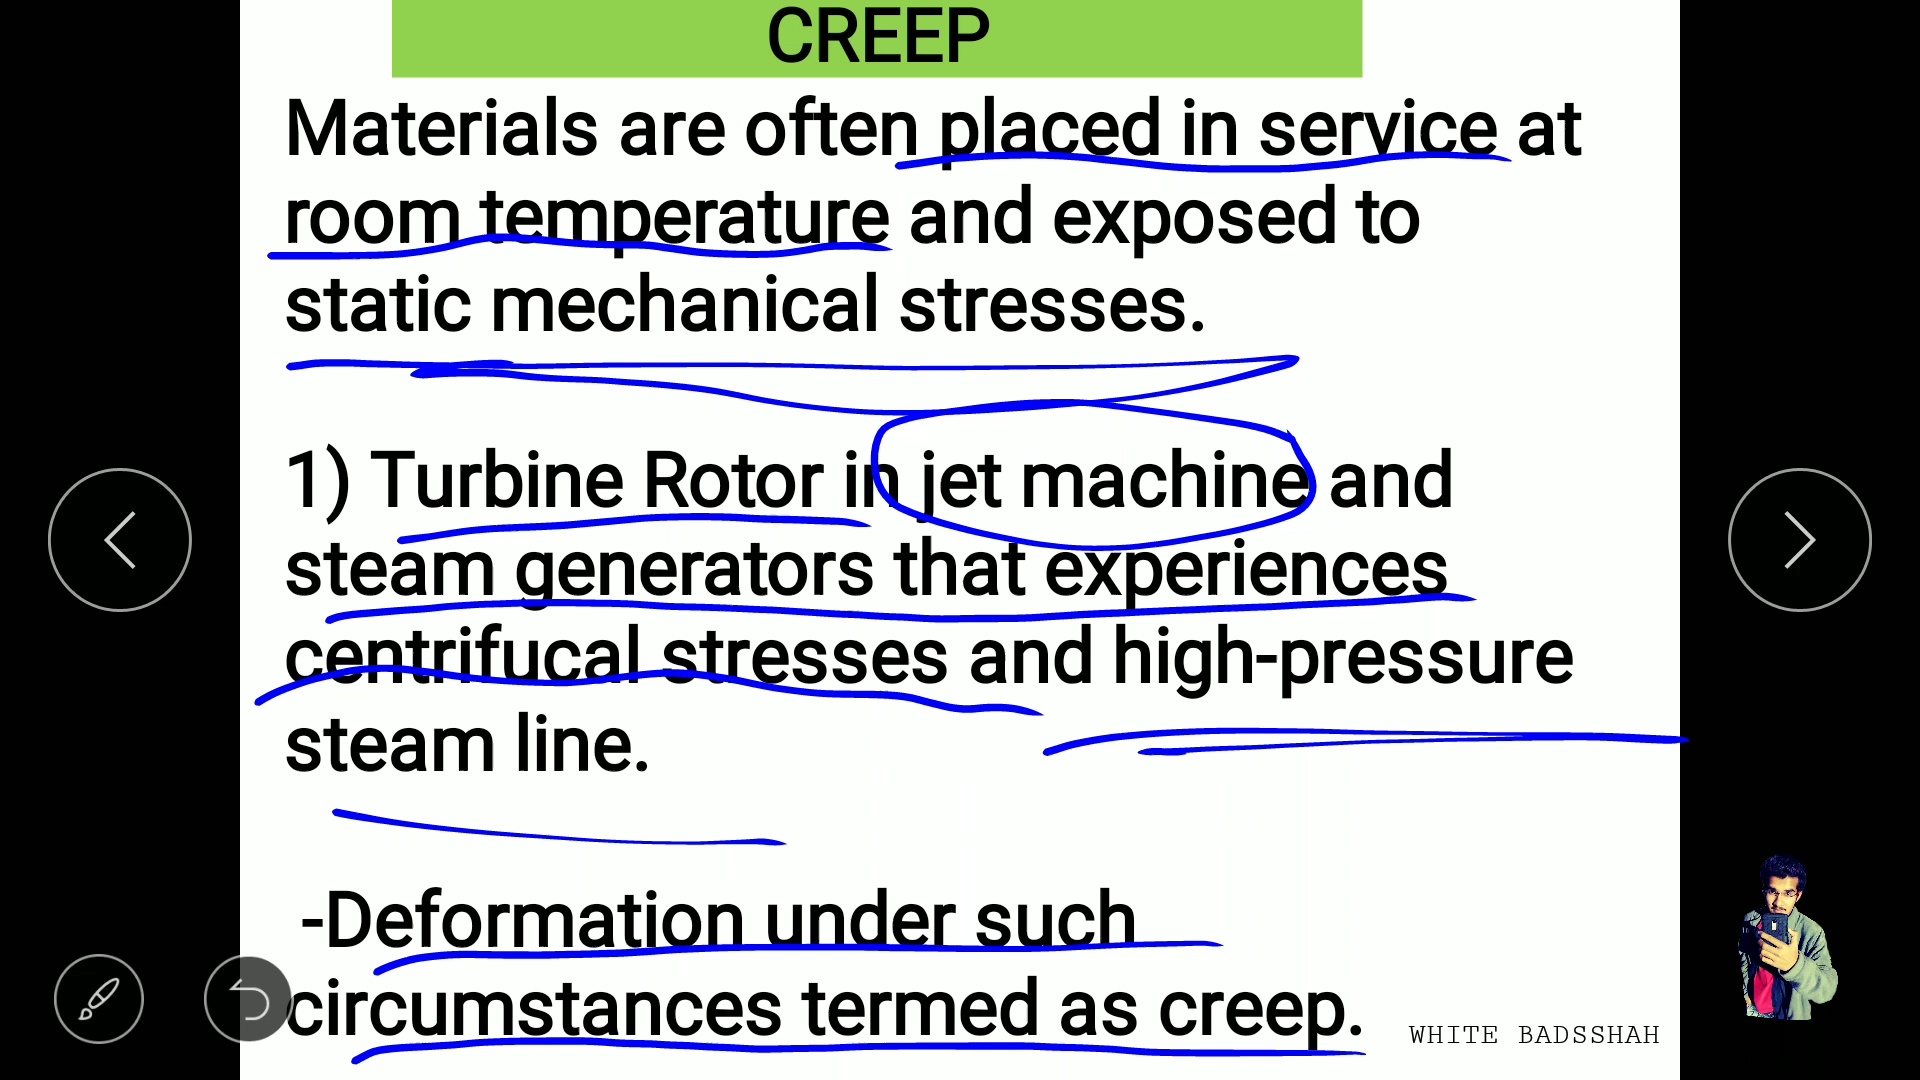 CREEP
Materials are often placed in service at
room temperature and exposed to
static mechanical stresses.
1) Turbine Rotor in jet machine and
steam generators that experiences
centrifucal stresses and high-pressure
steam line.
-Deformation under such
circumstances termed as creep.
WHITE BADSSHAH